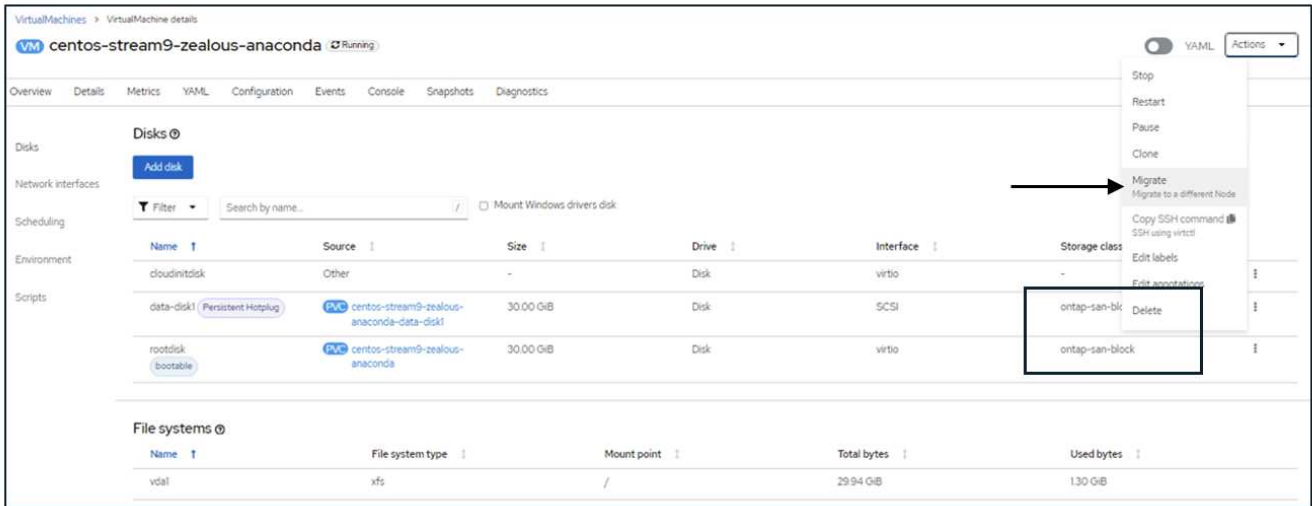 VirtualMachines > VirtualMachine details
VM centos-stream9-zealous-anaconda Running
YAML Actions
Overview Details Metrics YAML Configuration Events Console Snapshots Diagnostics
Stop
Restart
Pause
Clone
Migrate
Migrate to a different Node
Copy SSH command
SSH using virtctl
Edit labels
Edit annotations
Delete
Disks
Network interfaces
Scheduling
Environment
Scripts
Disks
Add disk
Filter Search by name... / Mount Windows drivers disk
Name Source Size Drive Interface Storage class
cloudinitdisk Other - Disk virtio -
data-disk1 Persistent Hotplug PVC centos-stream9-zealous- 30.00 GiB Disk SCSI ontap-san-blo
anaconda-data-disk1
rootdisk PVC centos-stream9-zealous- 30.00 GiB Disk virtio ontap-san-block
bootable anaconda
File systems
Name File system type Mount point Total bytes Used bytes
vda1 xfs / 29.94 GiB 1.30 GiB